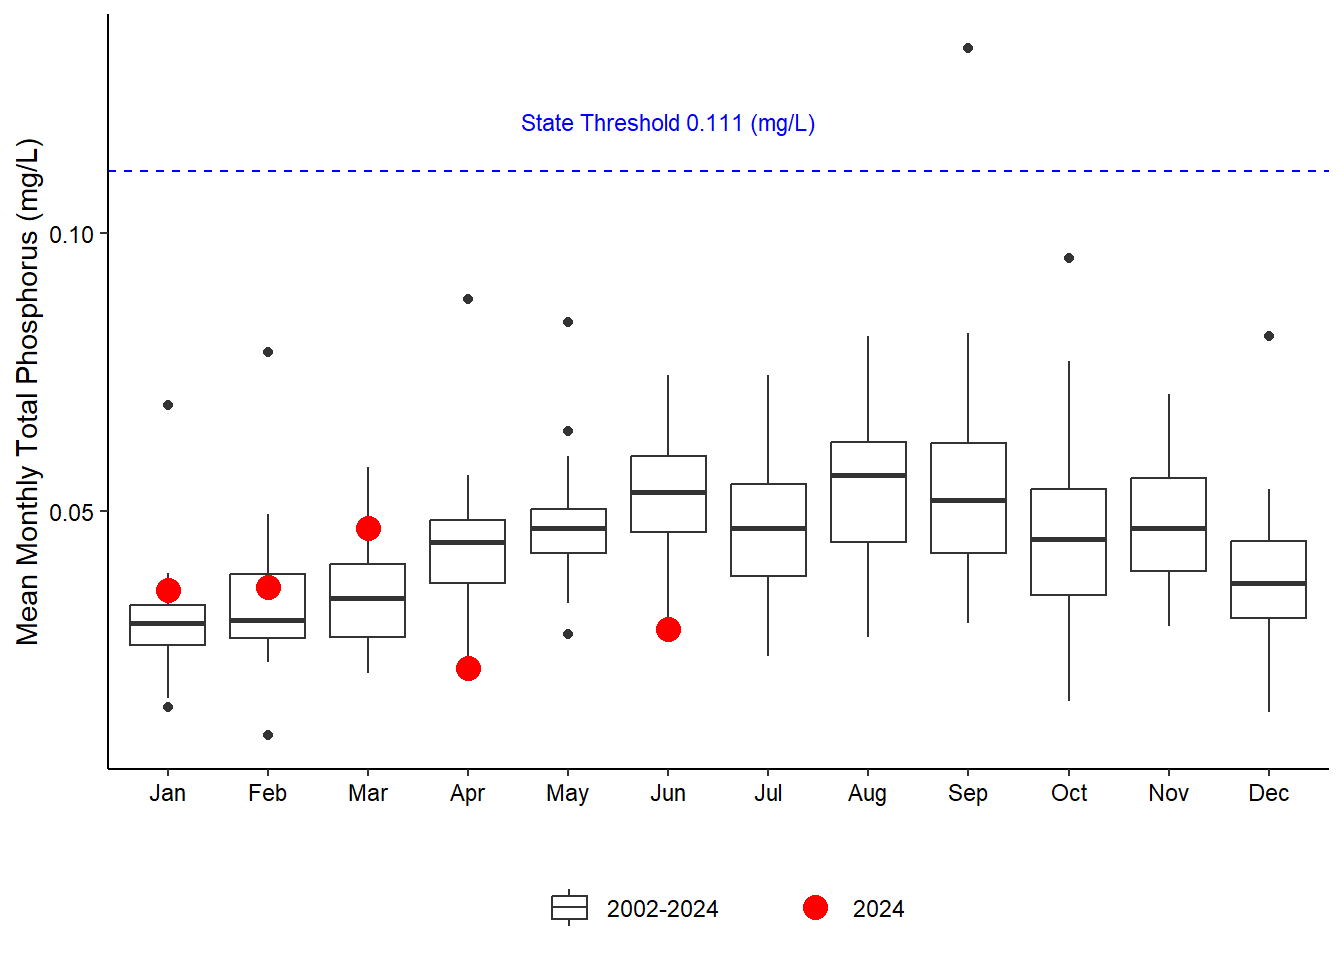 State Threshold 0.111 (mg/L)
Mean Monthly Total Phosphorus (mg/L)
0.10
0.05
Jan Feb Mar Apr May Jun Jul Aug Sep Oct Nov Dec
2002-2024 2024